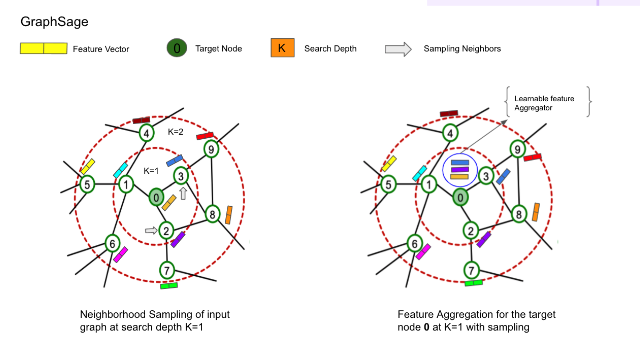 GraphSage
Feature Vector
0
Target Node
K
Search Depth
Sampling Neighbors
4
K=2
9
K=1
3
5
1
0
8
2
6
7
Neighborhood Sampling of input
graph at search depth K=1
Learnable feature
Aggregator
4
9
3
5
1
0
8
2
6
7
Feature Aggregation for the target
node 0 at K=1 with sampling